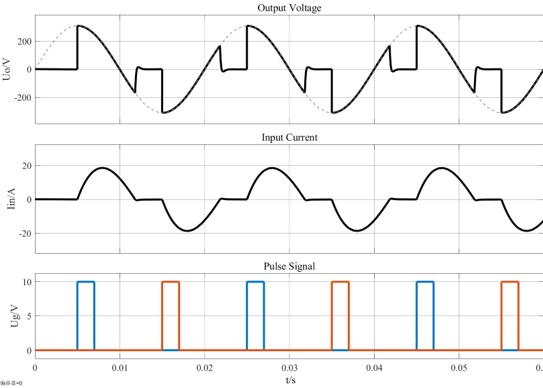 Output Voltage
200
0
-200
Uo/V
Input Current
20
0
-20
Iin/A
Pulse Signal
10
5
0
Ug/V
0
0.01
0.02
0.03
0.04
0.05
t/s